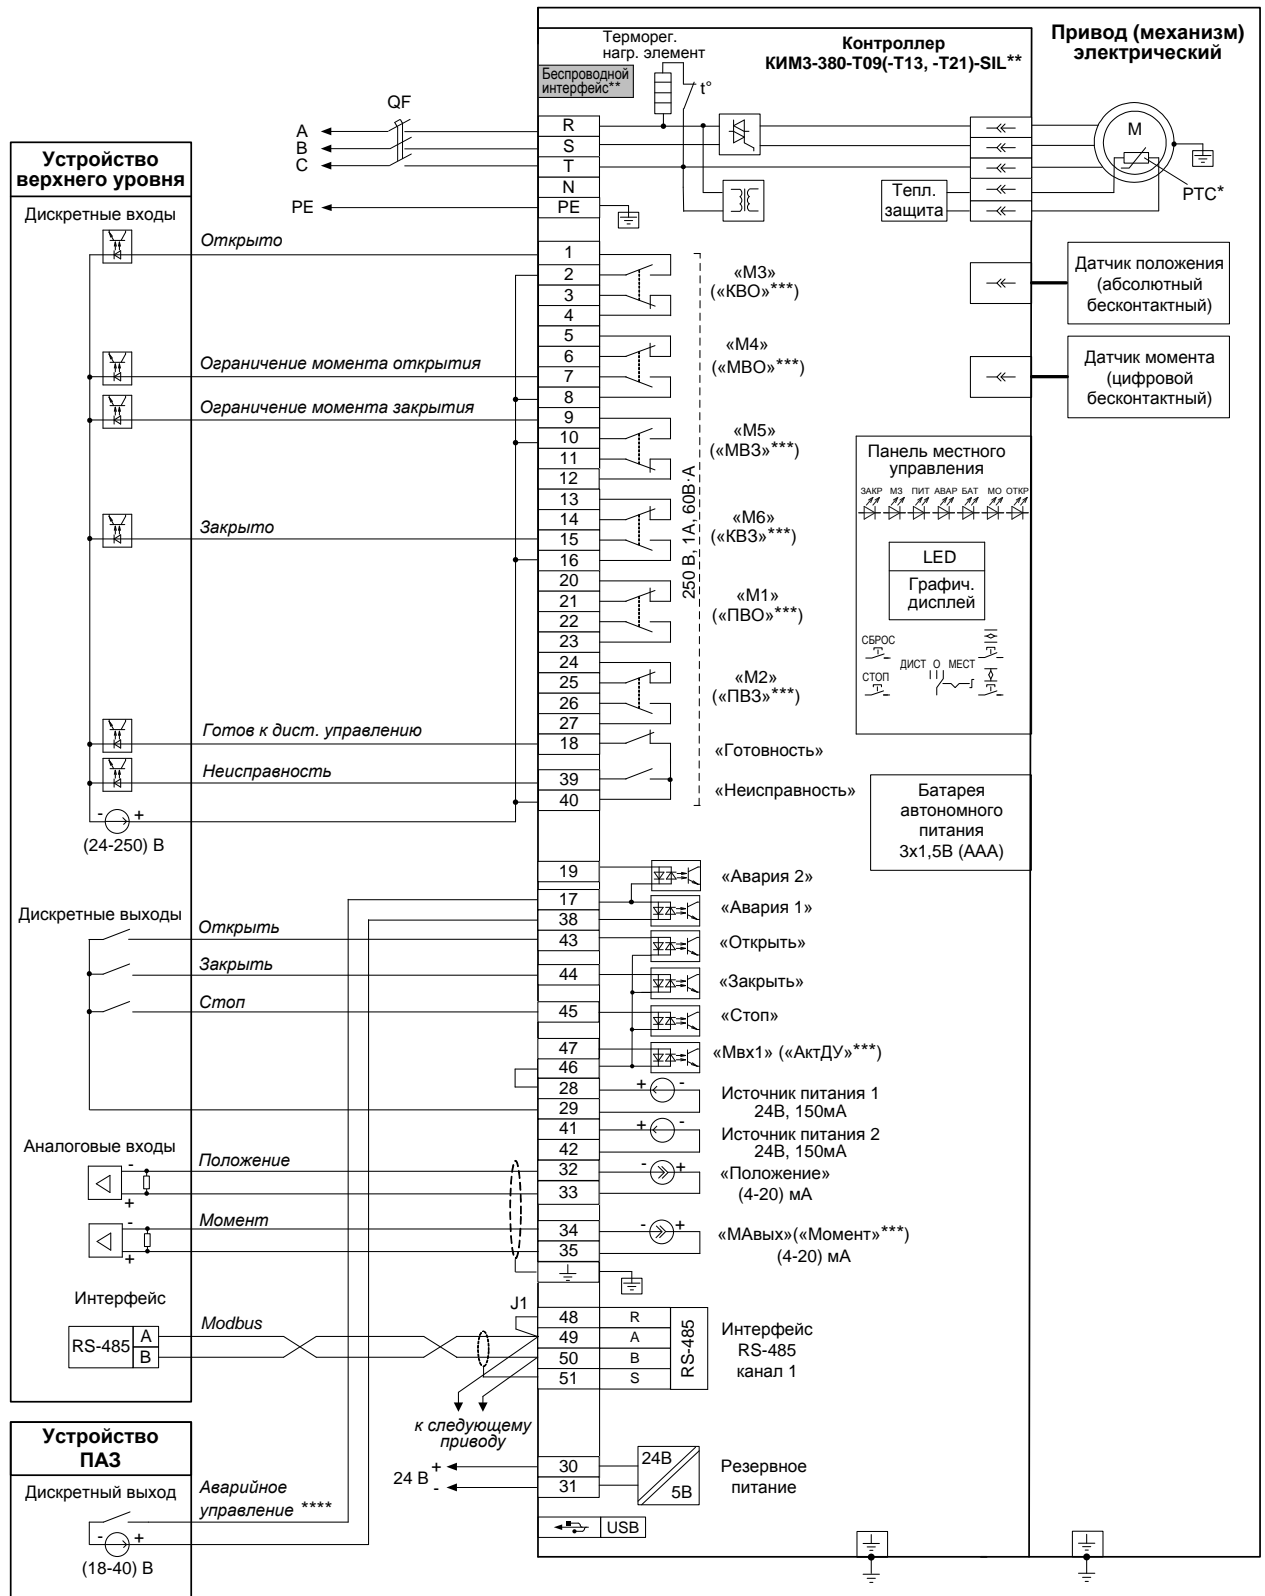 Привод (механизм)
электрический
Контроллер
КИМ3-380-Т09(-Т13, -Т21)-SIL**
Терморег.
нагр. элемент
Беспроводной
интерфейс**
t°
QF
A
B
C
PE
R
S
T
N
PE
M
PTC*
Тепл.
защита
Устройство
верхнего уровня
Дискретные входы
Открыто
1
2
3
4
«М3»
(«КВО»***)
Датчик положения
(абсолютный
бесконтактный)
5
6
7
8
Ограничение момента открытия
«М4»
(«МВО»***)
Датчик момента
(цифровой
бесконтактный)
Ограничение момента закрытия
9
10
11
12
«М5»
(«МВЗ»***)
250 В, 1А, 60В·А
Закрыто
13
14
15
16
«М6»
(«КВЗ»***)
20
21
22
23
«М1»
(«ПВО»***)
24
25
26
27
«М2»
(«ПВЗ»***)
Панель местного
управления
ЗАКР МЗ ПИТ АВАР БАТ МО ОТКР
LED
Графич.
дисплей
СБРОС
СТОП
ДИСТ О МЕСТ
Готов к дист. управлению
18
«Готовность»
Неисправность
39
40
«Неисправность»
- +
(24-250) В
Батарея
автономного
питания
3х1,5В (ААА)
19
«Авария 2»
17
38
«Авария 1»
Дискретные выходы
Открыть
43
«Открыть»
Закрыть
44
«Закрыть»
Стоп
45
«Стоп»
47
46
«Мвх1» («АктДУ»***)
28
29
+ -
Источник питания 1
24В, 150мА
41
42
+ -
Источник питания 2
24В, 150мА
Аналоговые входы
-
+
Положение
32
33
- +
«Положение»
(4-20) мА
-
+
Момент
34
35
- +
«МАвых»(«Момент»***)
(4-20) мА
Интерфейс
RS-485
A
B
Modbus
J1
48 R
49 A
50 B
51 S
RS-485
Интерфейс
RS-485
канал 1
к следующему
приводу
Устройство
ПАЗ
Дискретный выход
Аварийное
управление ****
- +
(18-40) В
24 В
+
-
30
31
24В
5В
Резервное
питание
USB